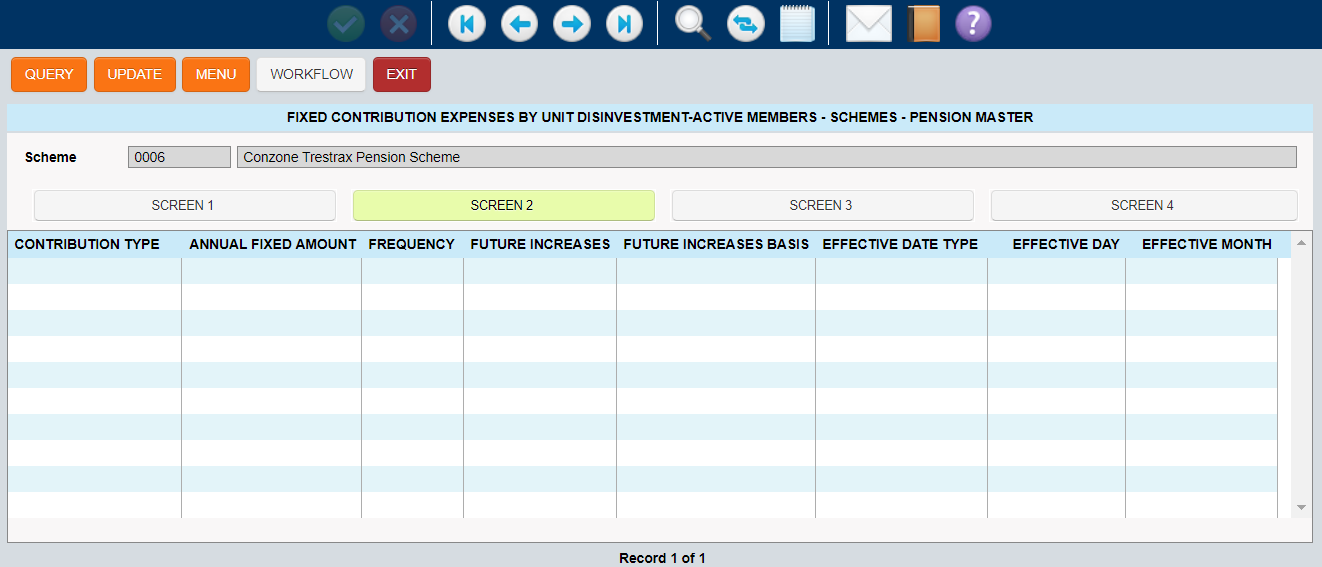 ?
QUERY UPDATE MENU WORKFLOW EXIT
FIXED CONTRIBUTION EXPENSES BY UNIT DISINVESTMENT-ACTIVE MEMBERS - SCHEMES - PENSION MASTER
Scheme 0006 Conzone Trestrax Pension Scheme
SCREEN 1 SCREEN 2 SCREEN 3 SCREEN 4
CONTRIBUTION TYPE ANNUAL FIXED AMOUNT FREQUENCY FUTURE INCREASES FUTURE INCREASES BASIS EFFECTIVE DATE TYPE EFFECTIVE DAY EFFECTIVE MONTH
Record 1 of 1